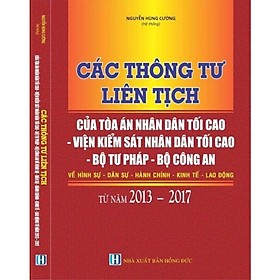 NGUYỄN HÙNG CƯỜNG
(hệ thống)
CÁC THÔNG TƯ
LIÊN TỊCH
CỦA TÒA ÁN NHÂN DÂN TỐI CAO
- VIỆN KIỂM SÁT NHÂN DÂN TỐI CAO
- BỘ TƯ PHÁP - BỘ CÔNG AN
VỀ HÌNH SỰ - DÂN SỰ - HÀNH CHÍNH - KINH TẾ - LAO ĐỘNG
TỪ NĂM 2013 - 2017
NHÀ XUẤT BẢN HỒNG ĐỨC
CÁC THÔNG TƯ
LIÊN TỊCH